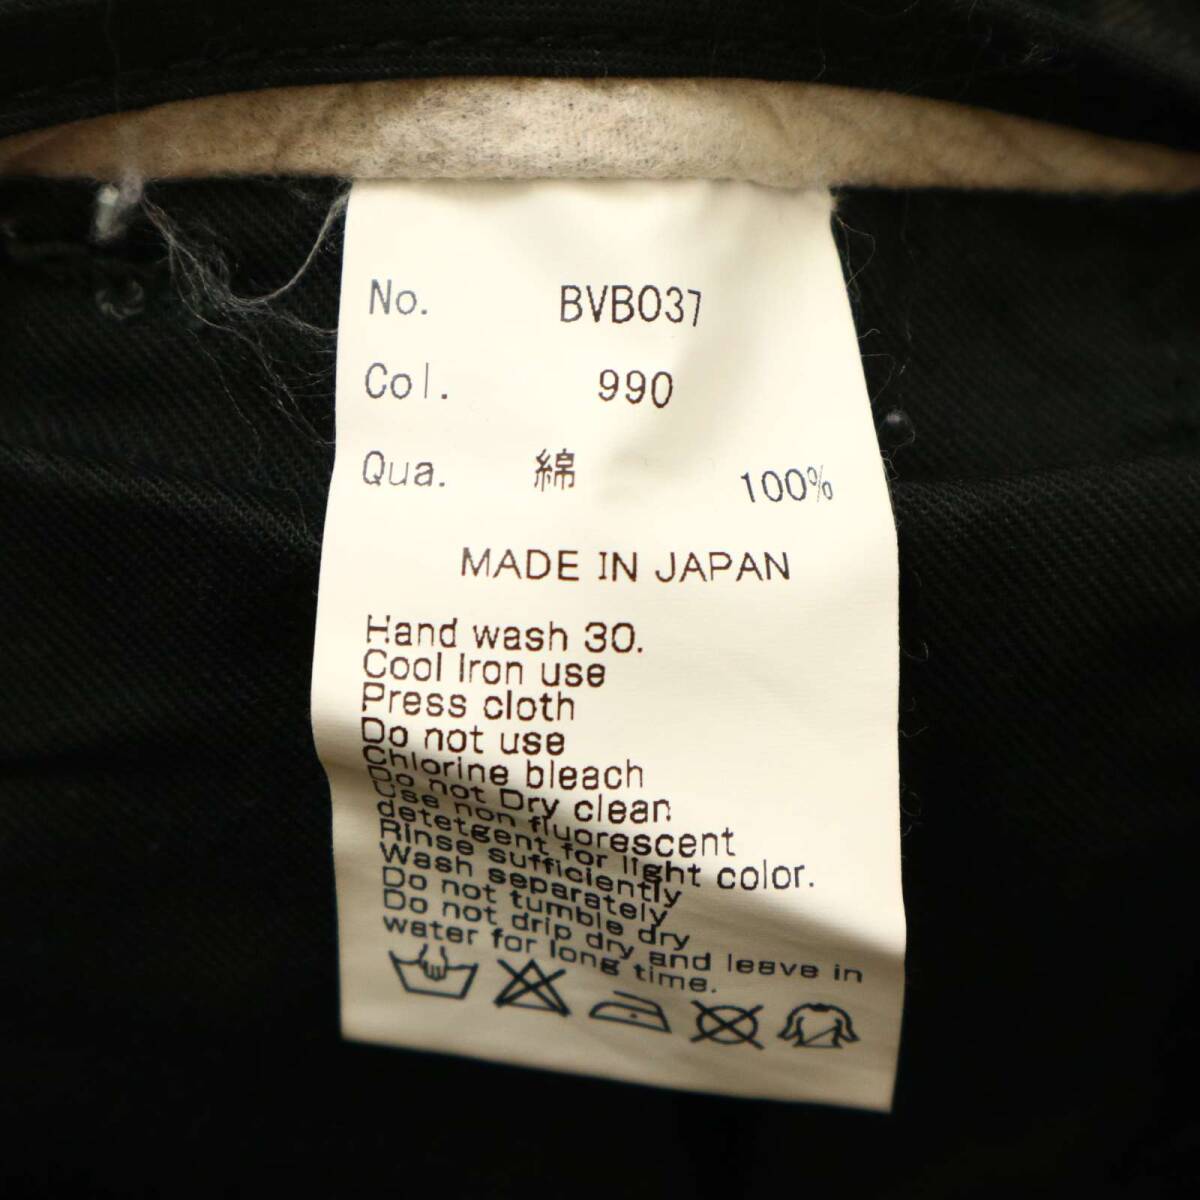 No. BVB037
Col. 990
Qua. 綿 100%
MADE IN JAPAN
Hand wash 30.
Cool Iron use
Press cloth
Do not use
Chlorine bleach
Do not Dry clean
Use non fluorescent
detetgent for light color.
Rinse sufficiently
Wash separately
Do not tumble dry
Do not drip dry and leave in
water for long time.